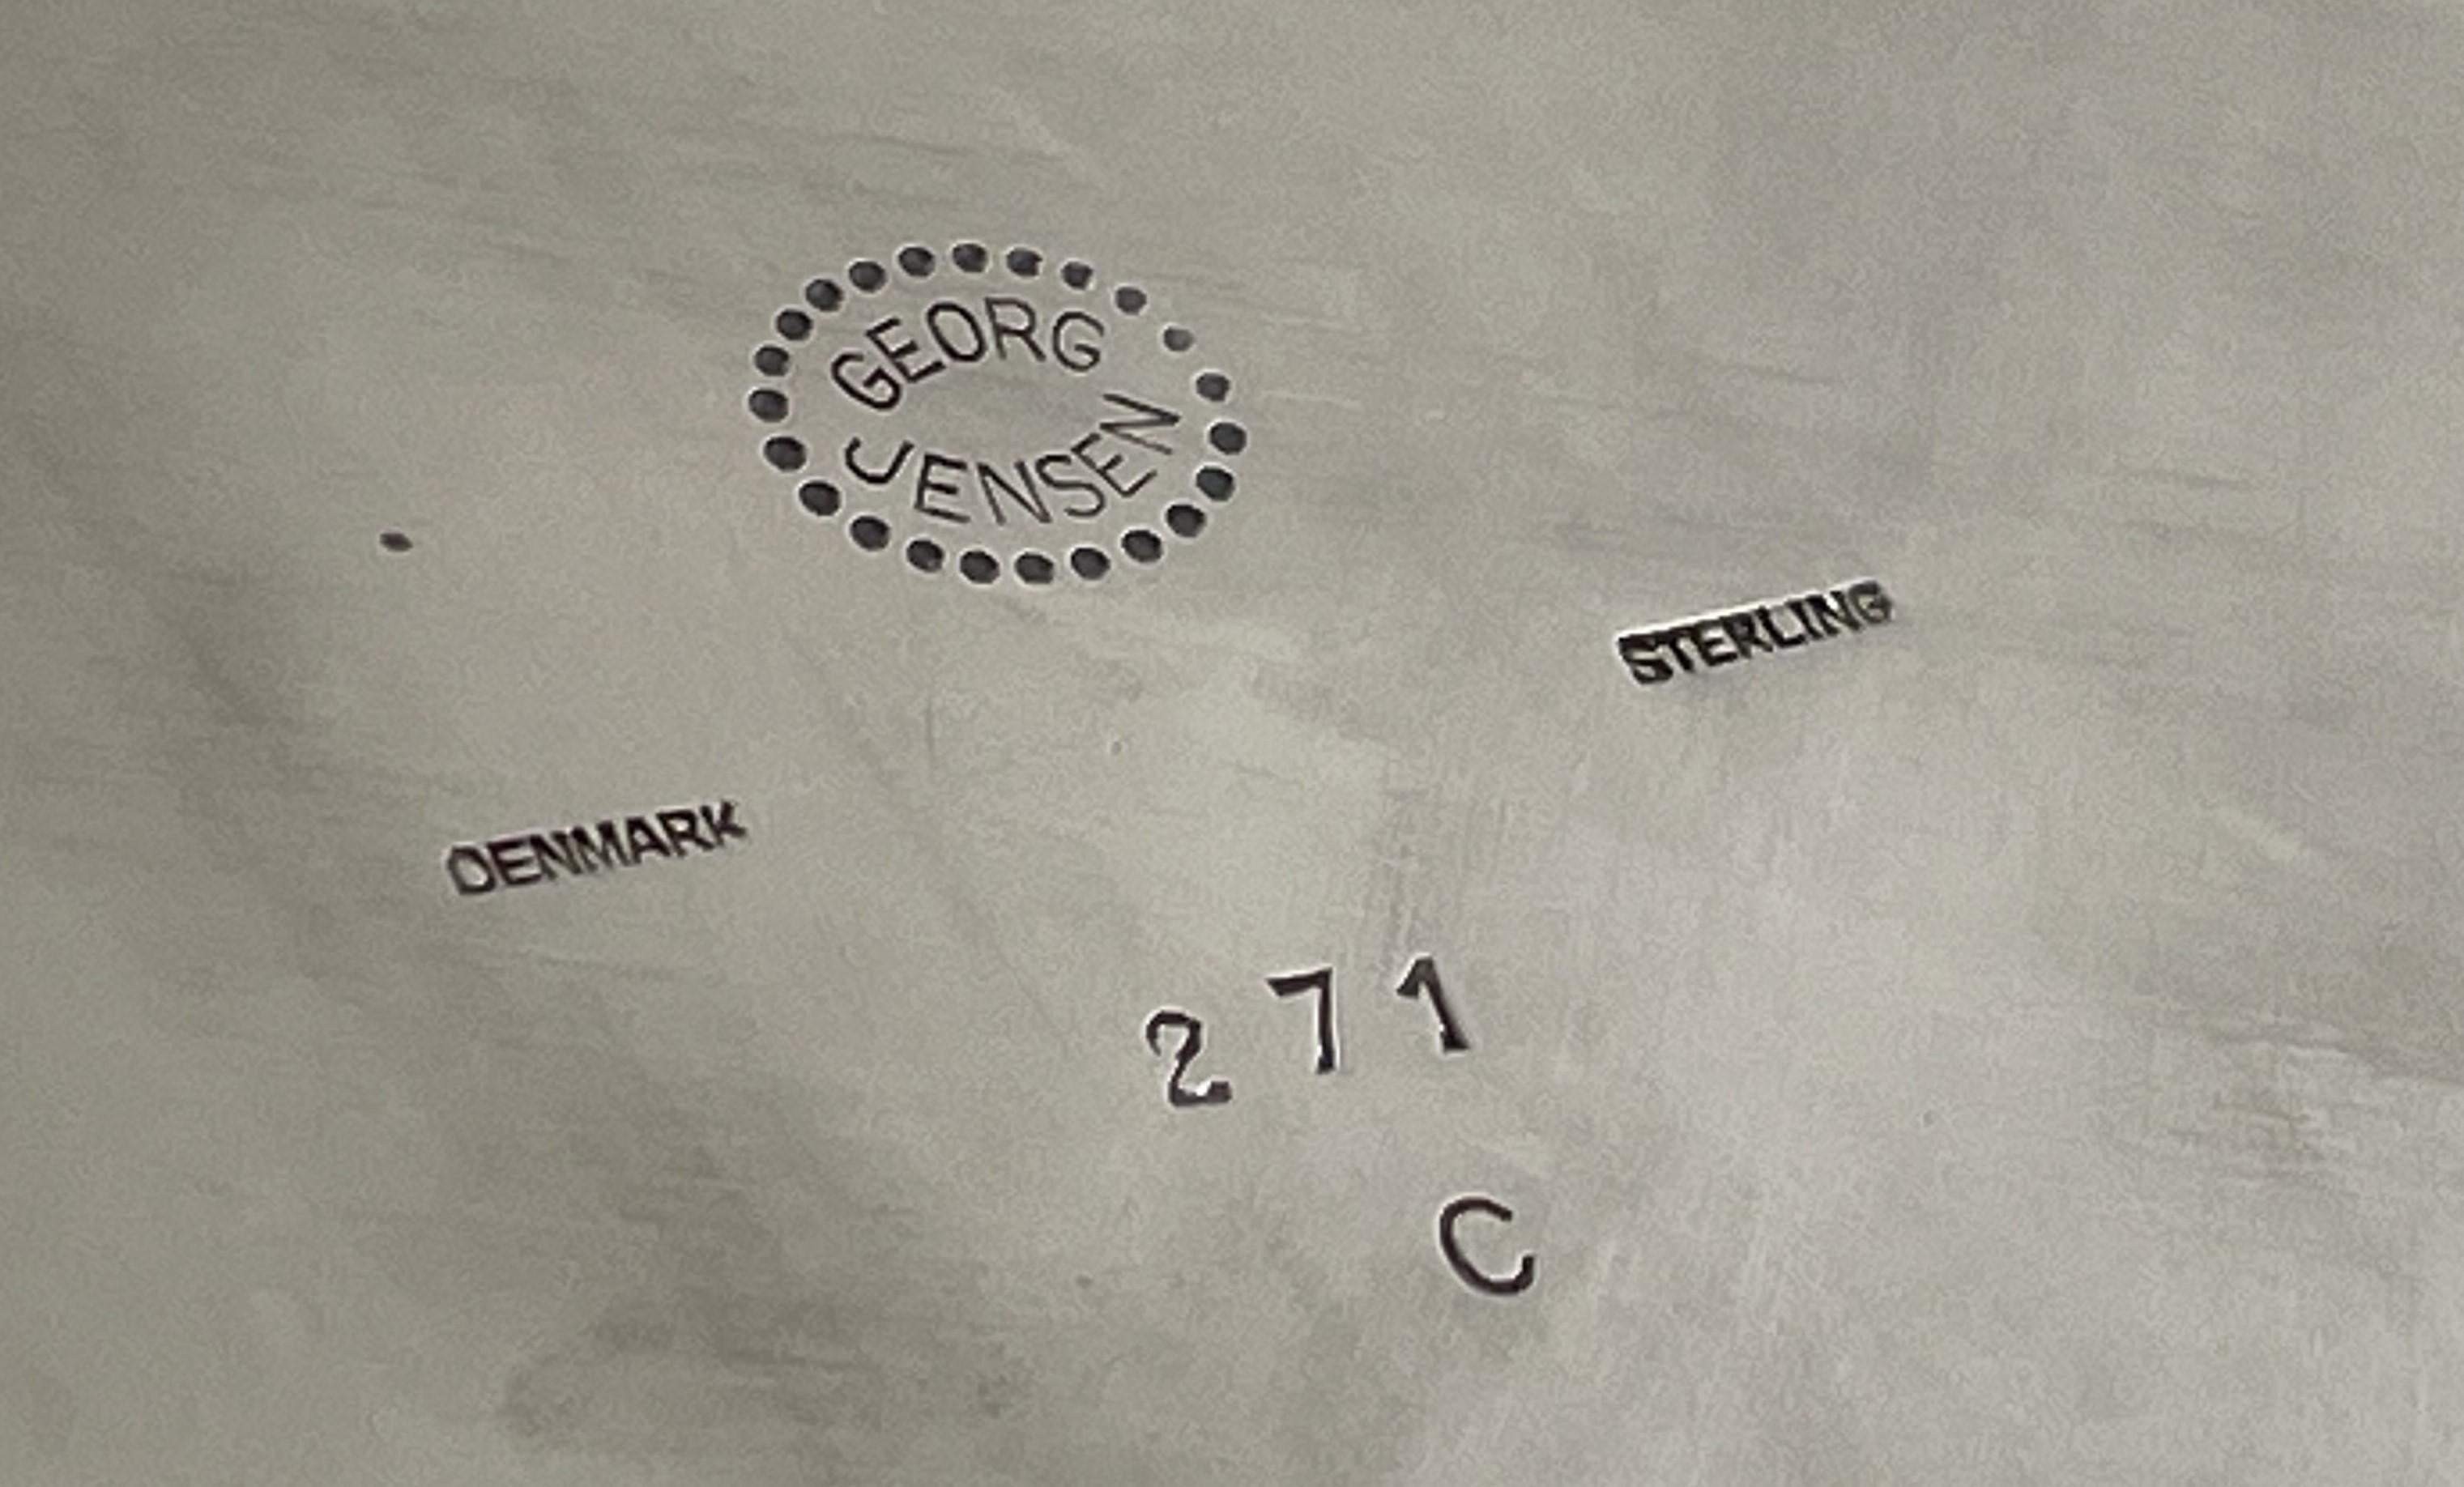 GEORG
JENSEN
STERLING
DENMARK
271
C